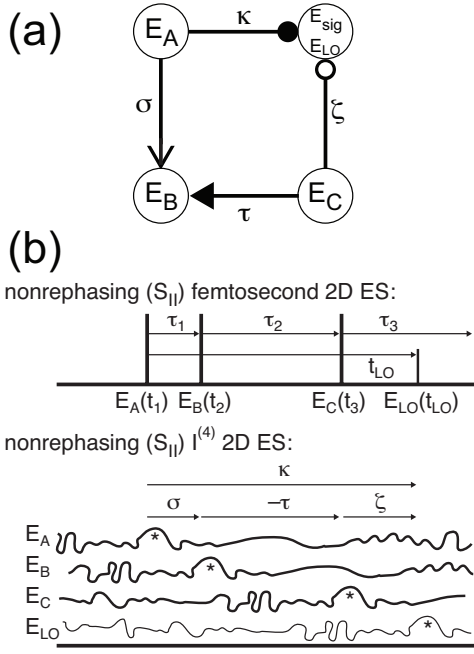 (a)
E_A κ E_sig
E_LO
σ ζ
E_B τ E_C
(b)
nonrephasing (S_II) femtosecond 2D ES:
τ_1 τ_2 τ_3
t_LO
E_A(t_1) E_B(t_2) E_C(t_3) E_LO(t_LO)
nonrephasing (S_II) I^(4) 2D ES:
κ
σ −τ ζ
E_A *
E_B *
E_C *
E_LO *